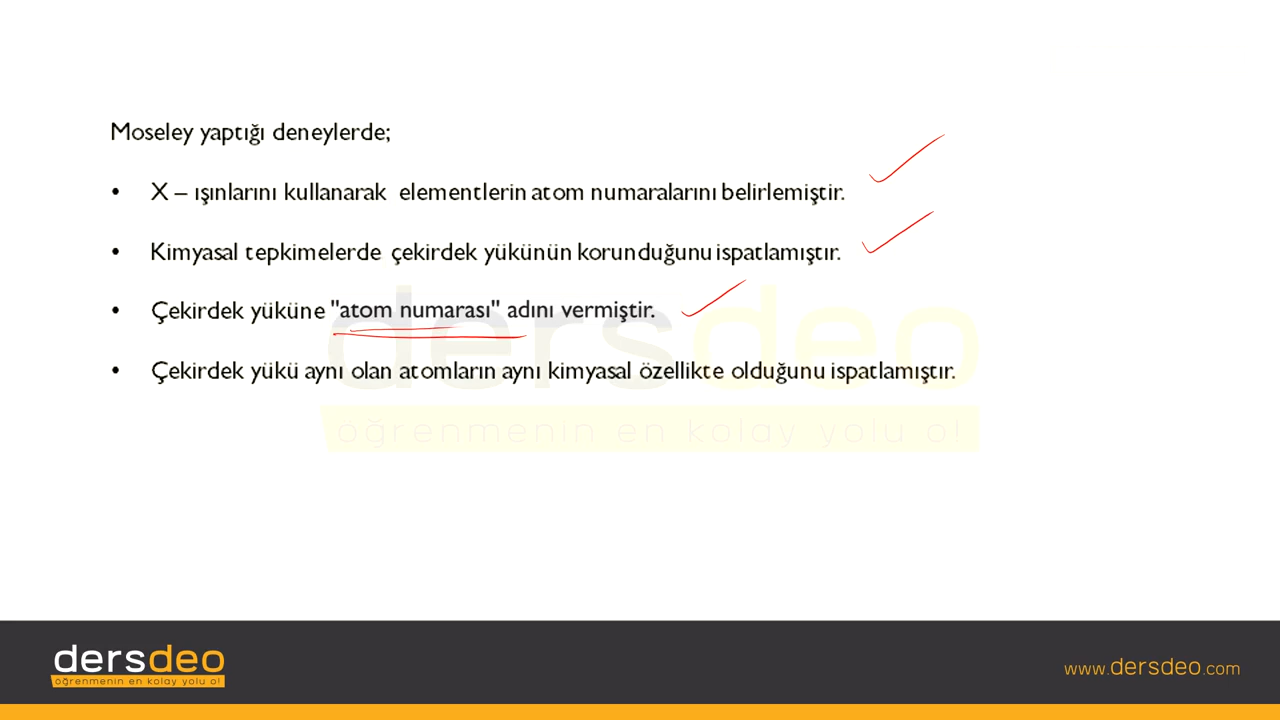 Moseley yaptığı deneylerde;
• X – ışınlarını kullanarak elementlerin atom numaralarını belirlemiştir.
• Kimyasal tepkimelerde çekirdek yükünün korunduğunu ispatlamıştır.
• Çekirdek yüküne "atom numarası" adını vermiştir.
• Çekirdek yükü aynı olan atomların aynı kimyasal özellikte olduğunu ispatlamıştır.
dersdeo
öğrenmenin en kolay yolu o!
dersdeo
öğrenmenin en kolay yolu o!
www.dersdeo.com